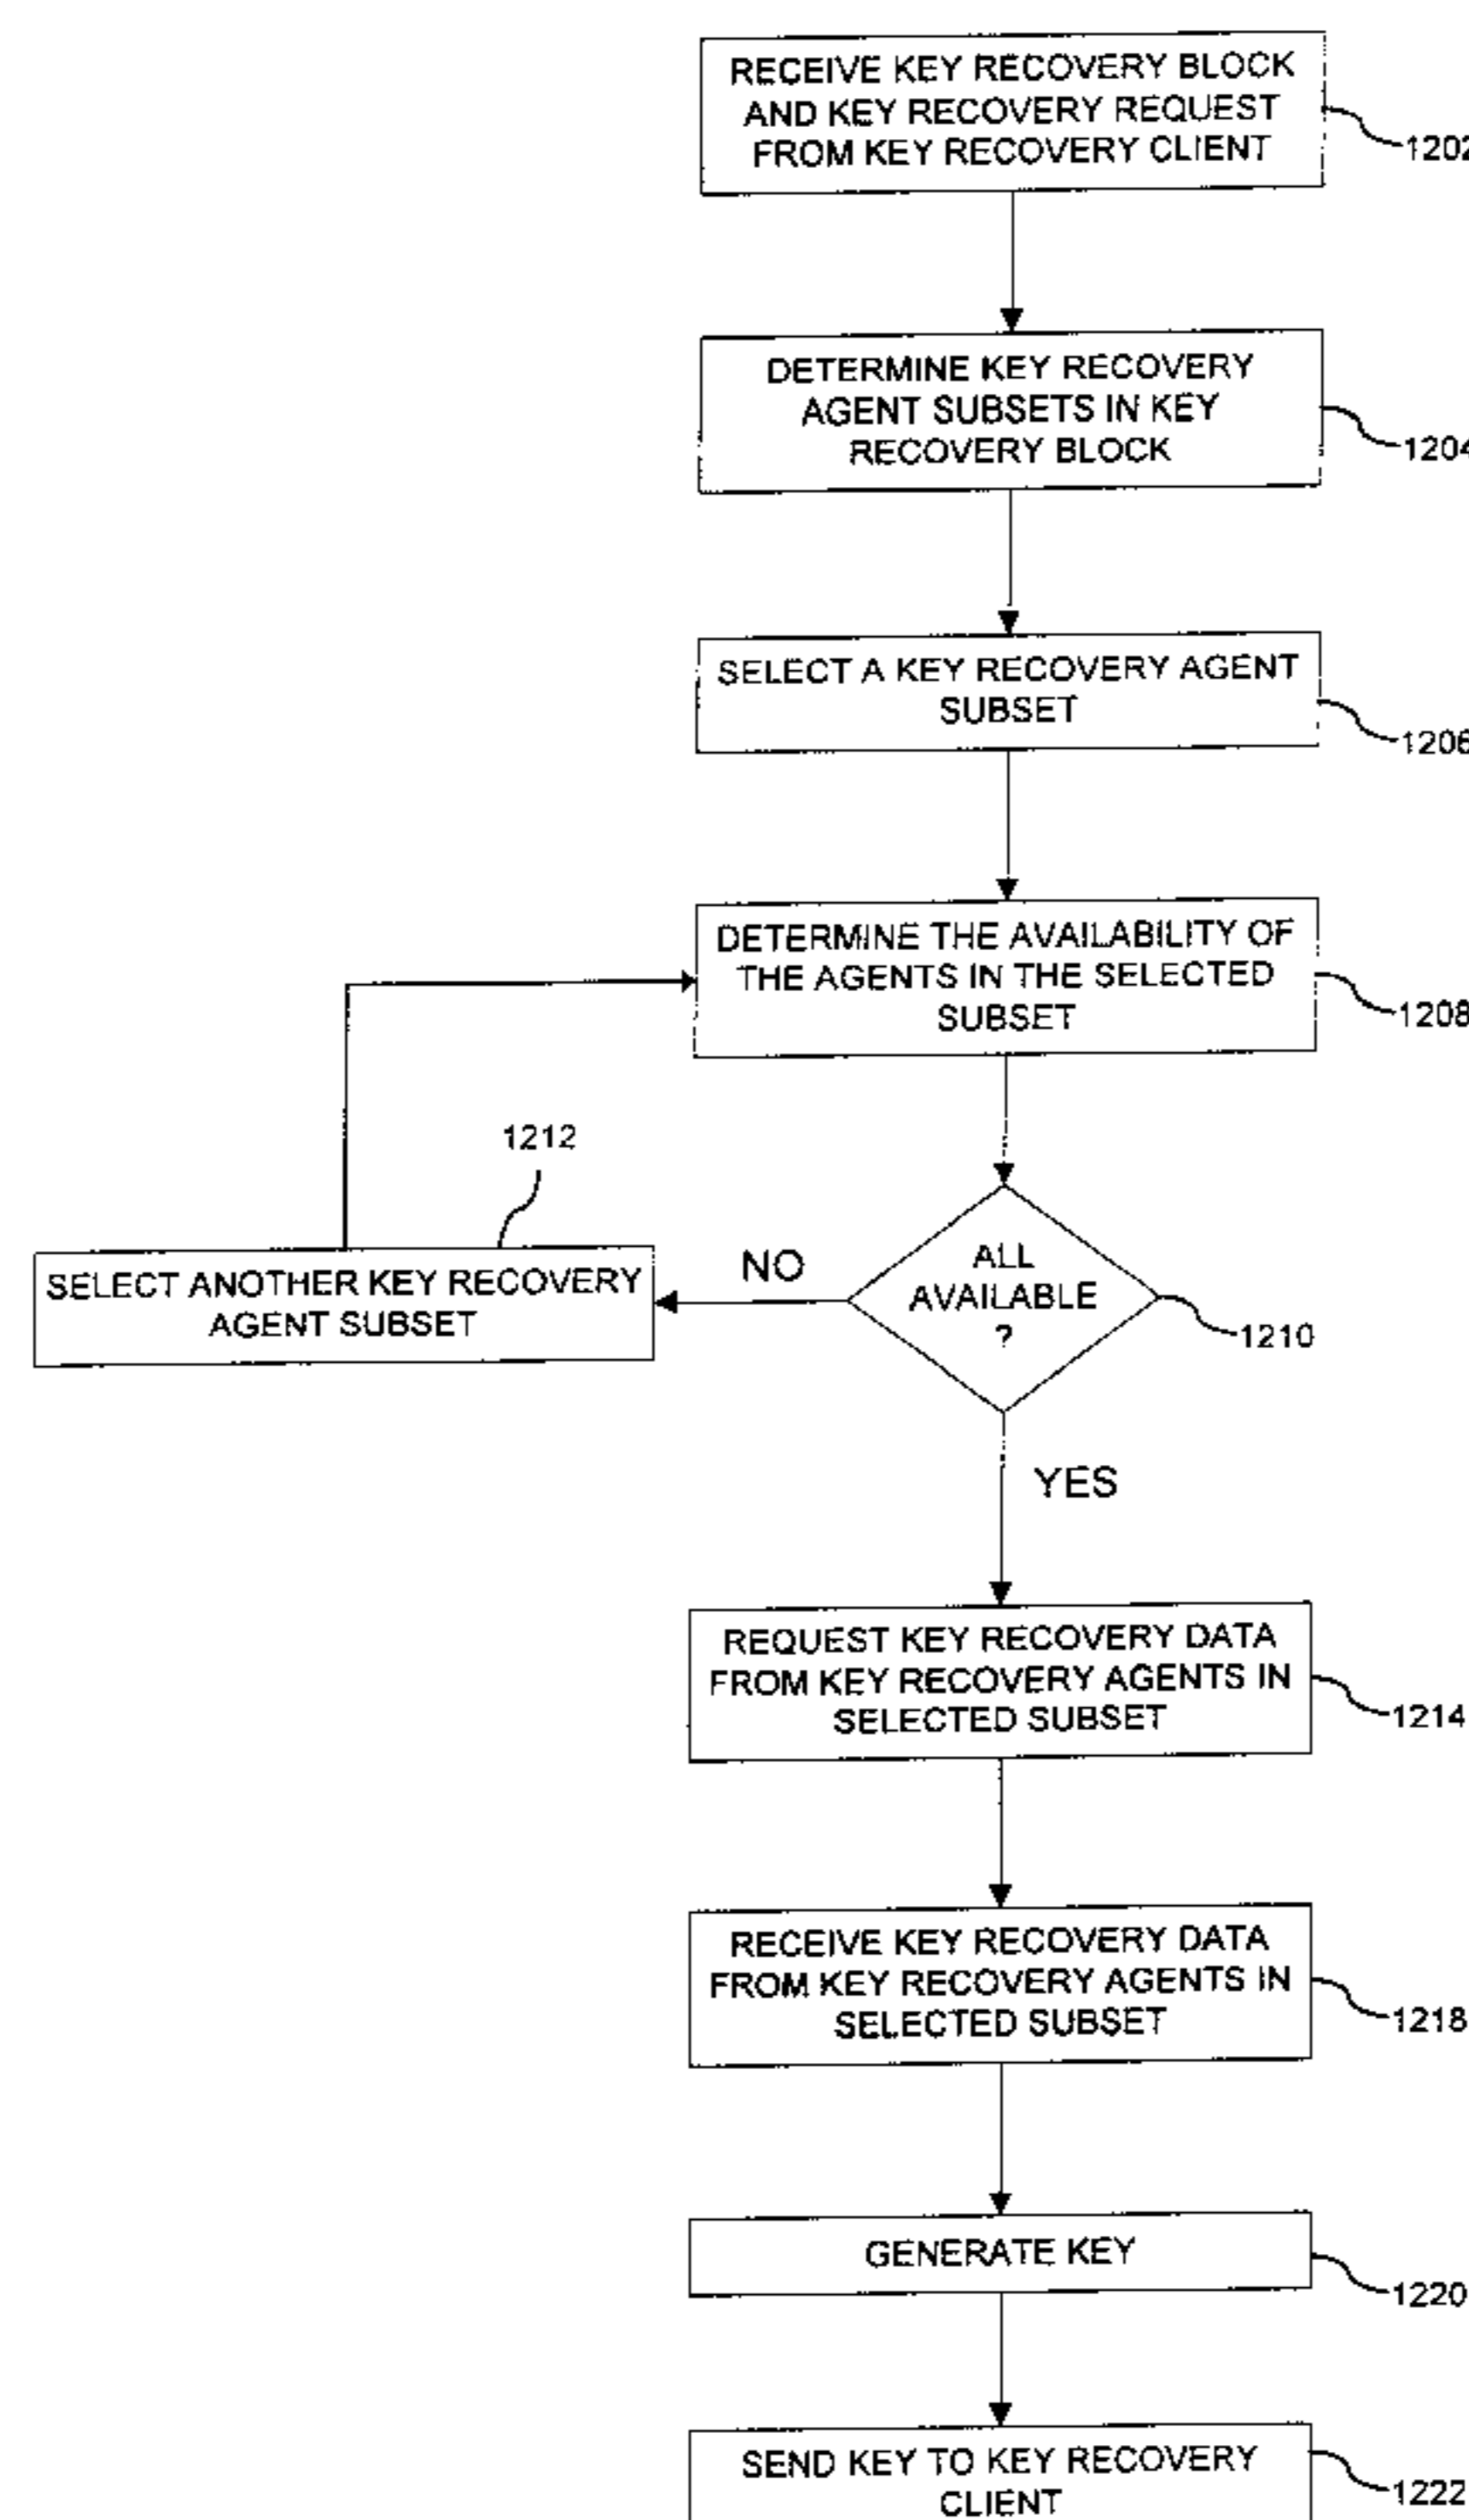 RECEIVE KEY RECOVERY BLOCK
AND KEY RECOVERY REQUEST
FROM KEY RECOVERY CLIENT
1202
DETERMINE KEY RECOVERY
AGENT SUBSETS IN KEY
RECOVERY BLOCK
1204
SELECT A KEY RECOVERY AGENT
SUBSET
1206
DETERMINE THE AVAILABILITY OF
THE AGENTS IN THE SELECTED
SUBSET
1208
1212
SELECT ANOTHER KEY RECOVERY
AGENT SUBSET
NO
ALL
AVAILABLE
?
1210
YES
REQUEST KEY RECOVERY DATA
FROM KEY RECOVERY AGENTS IN
SELECTED SUBSET
1214
RECEIVE KEY RECOVERY DATA
FROM KEY RECOVERY AGENTS IN
SELECTED SUBSET
1218
GENERATE KEY
1220
SEND KEY TO KEY RECOVERY
CLIENT
1222